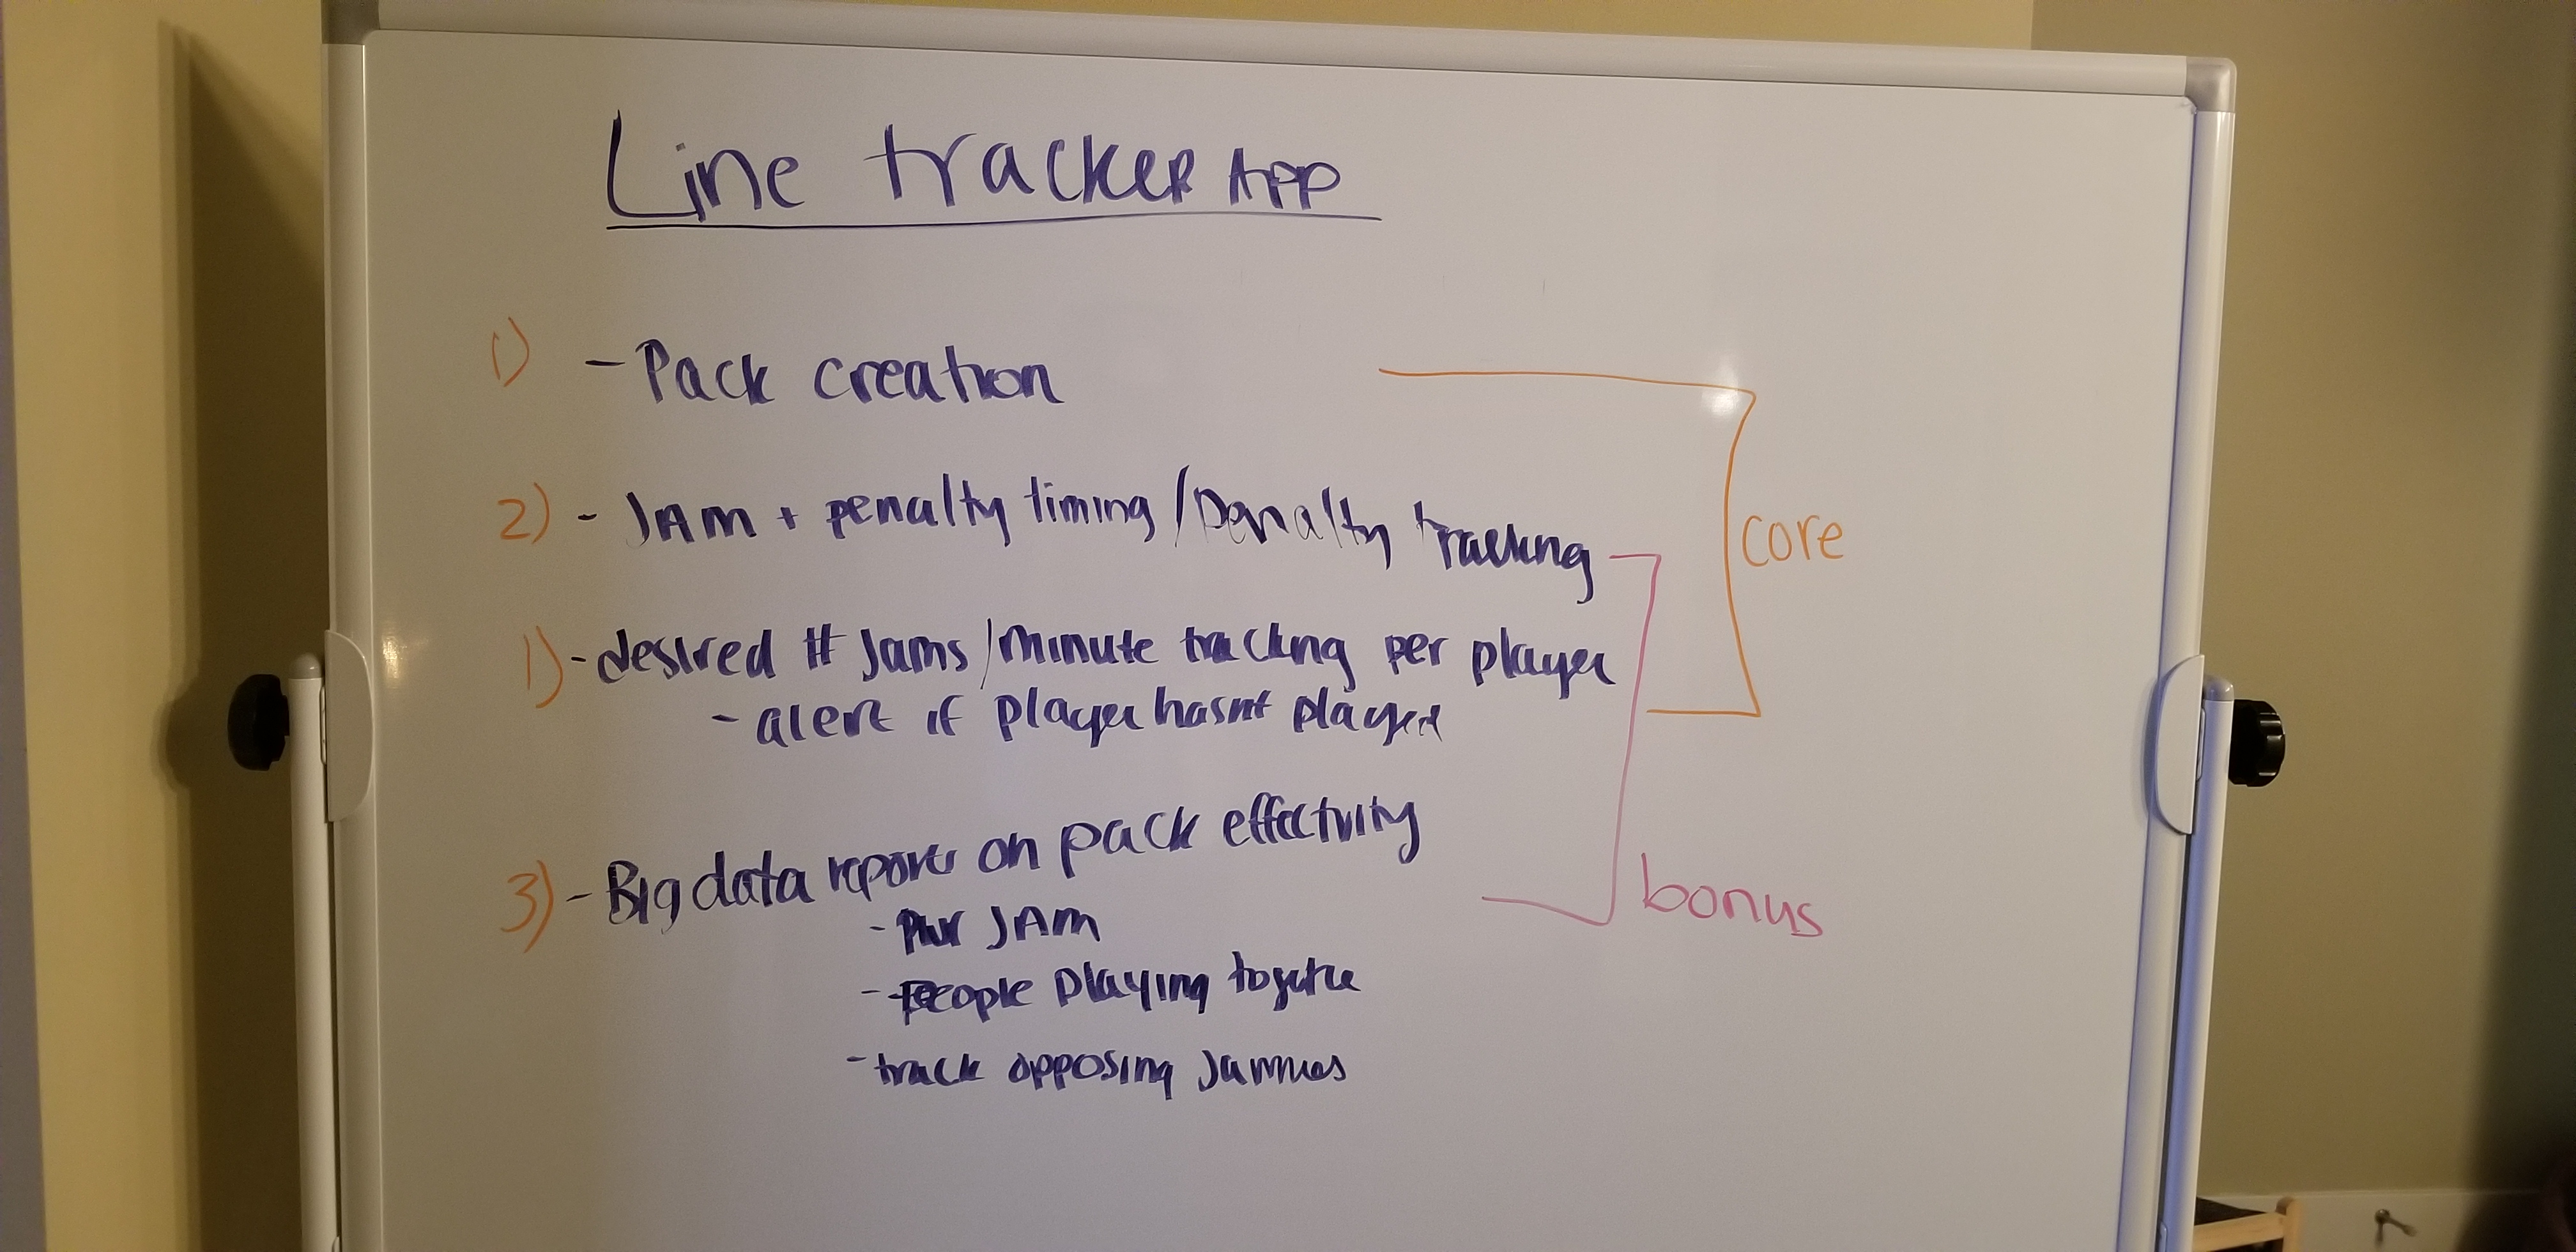 Line tracker App
1) - Pack creation
2) - JAM + penalty timing / Penalty tracking
core
1) - desired # Jams/minute tracking per player
- alert if player hasnt played
3) - Big data reports on pack effectivity
bonus
- Per JAM
- People playing together
- track opposing Jammers